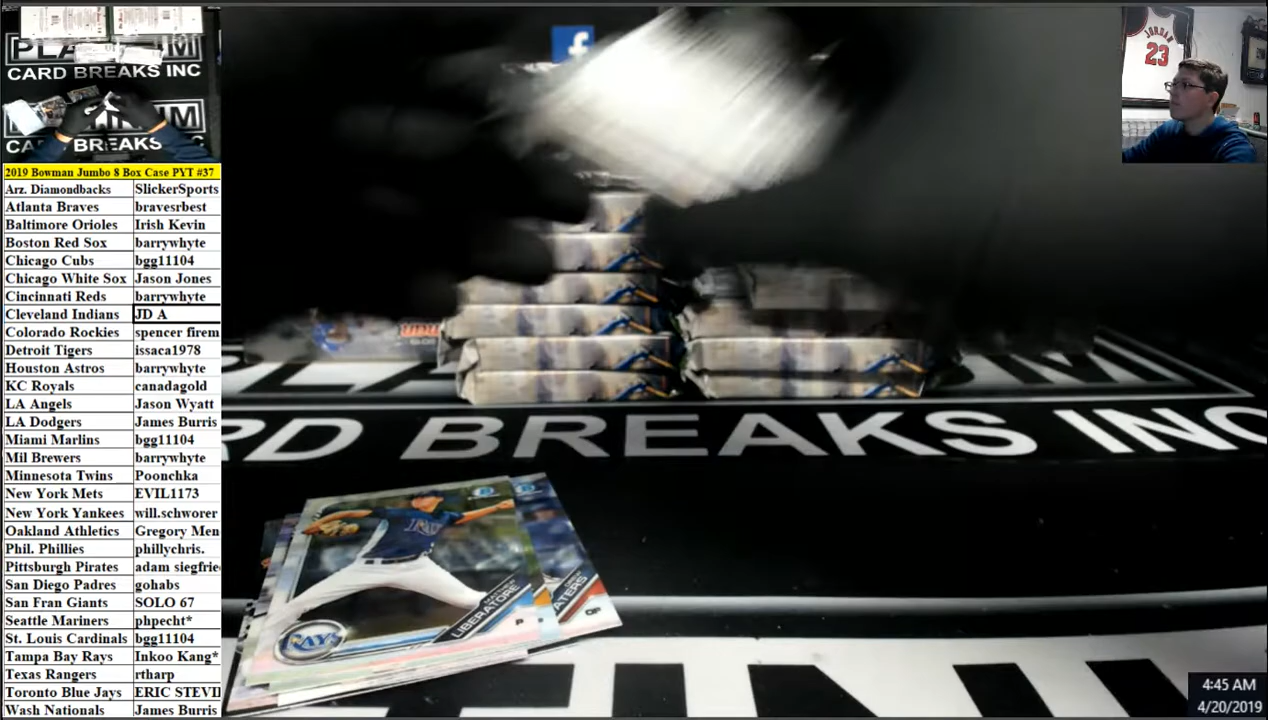 CARD BREAKS INC
CARD BREAKS INC
2019 Bowman Jumbo 8 Box Case PYT #37
Arz. Diamondbacks SlickerSports
Atlanta Braves bravesrbest
Baltimore Orioles Irish Kevin
Boston Red Sox barrywhyte
Chicago Cubs bgg11104
Chicago White Sox Jason Jones
Cincinnati Reds barrywhyte
Cleveland Indians JD A
Colorado Rockies spencer firem
Detroit Tigers issaca1978
Houston Astros barrywhyte
KC Royals canadagold
LA Angels Jason Wyatt
LA Dodgers James Burris
Miami Marlins bgg11104
Mil Brewers barrywhyte
Minnesota Twins Poonchka
New York Mets EVIL1173
New York Yankees will.schworer
Oakland Athletics Gregory Men
Phil. Phillies phillychris.
Pittsburgh Pirates adam siegfrie
San Diego Padres gohabs
San Fran Giants SOLO 67
Seattle Mariners phpecht*
St. Louis Cardinals bgg11104
Tampa Bay Rays Inkoo Kang*
Texas Rangers rtharp
Toronto Blue Jays ERIC STEVI
Wash Nationals James Burris
f
JORDAN
23
RD BREAKS INC
RAYS
MATTHEW
LIBERATORE
P
ATERS
OF
4:45 AM
4/20/2019